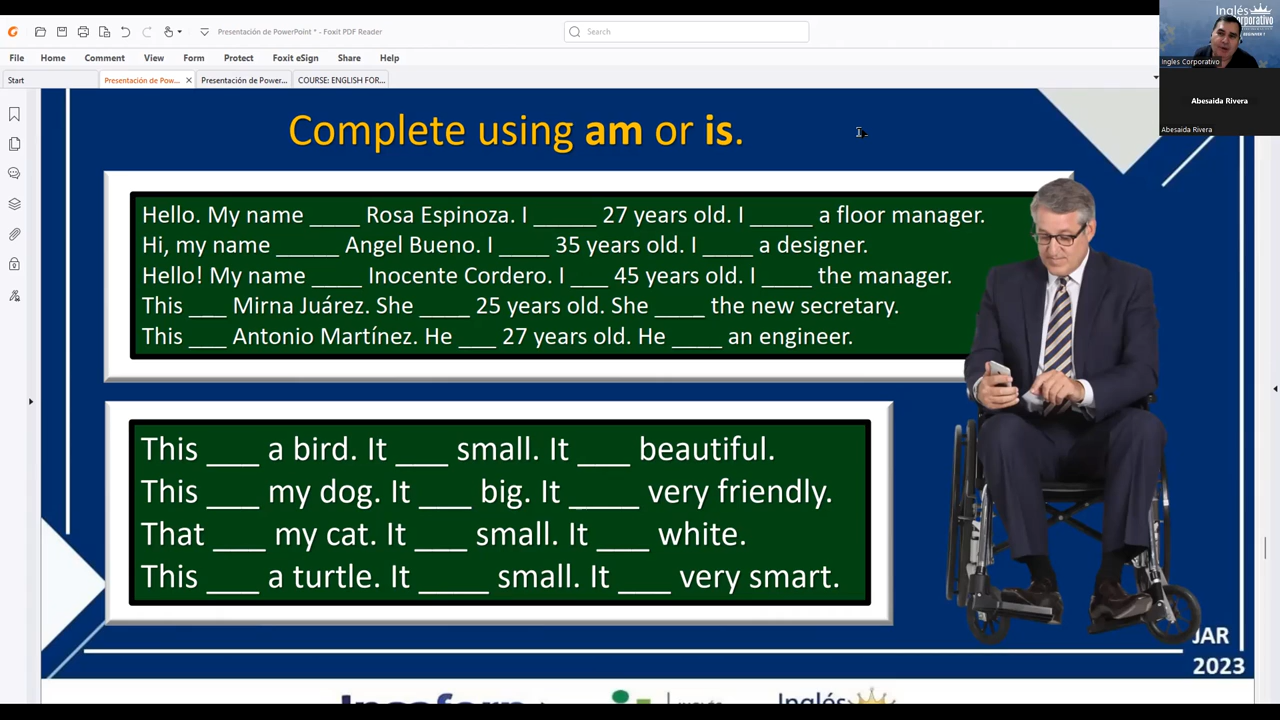 Inglés
Corporativo
BEGINNER 1
Presentación de PowerPoint * - Foxit PDF Reader
Search
File Home Comment View Form Protect Foxit eSign Share Help
Ingles Corporativo
Start Presentación de Pow... Presentación de Power... COURSE: ENGLISH FOR...
Abesaida Rivera
Abesaida Rivera
Complete using am or is.
Hello. My name ____ Rosa Espinoza. I _____ 27 years old. I _____ a floor manager.
Hi, my name _____ Angel Bueno. I ____ 35 years old. I ____ a designer.
Hello! My name ____ Inocente Cordero. I ___ 45 years old. I ____ the manager.
This ___ Mirna Juárez. She ____ 25 years old. She ____ the new secretary.
This ___ Antonio Martínez. He ___ 27 years old. He ____ an engineer.
This ___ a bird. It ___ small. It ___ beautiful.
This ___ my dog. It ___ big. It ____ very friendly.
That ___ my cat. It ___ small. It ___ white.
This ___ a turtle. It ____ small. It ___ very smart.
JAR
2023
Inglés